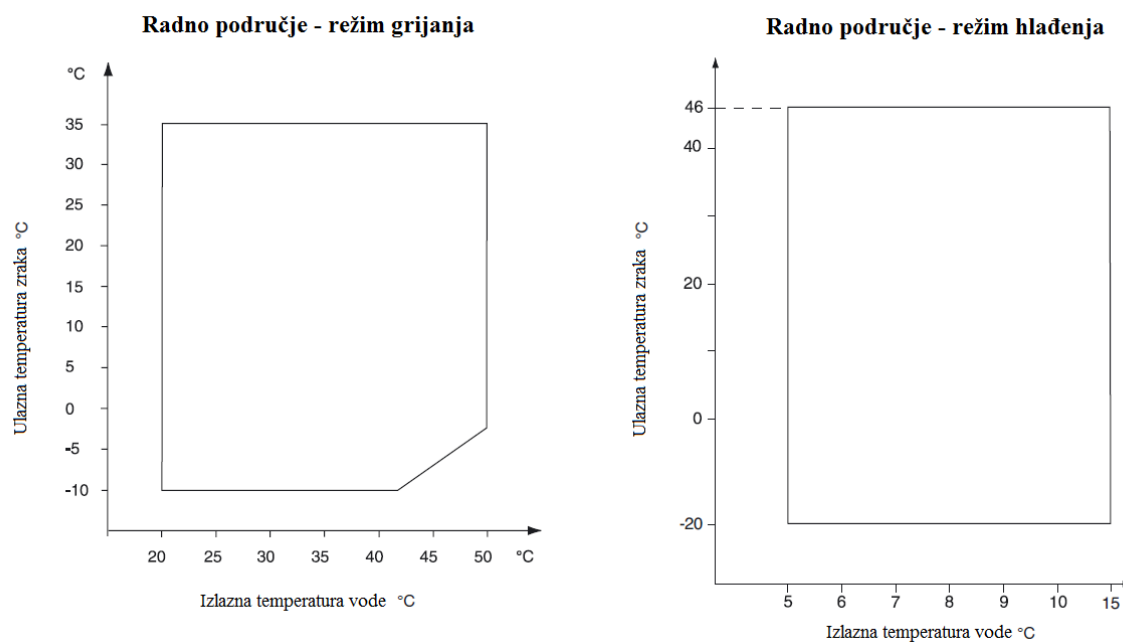 Radno područje - režim grijanja
°C
35
30
25
20
15
10
5
0
-5
-10
Ulazna temperatura zraka °C
20 25 30 35 40 45 50 °C
Izlazna temperatura vode °C
Radno područje - režim hlađenja
46
40
20
0
-20
Ulazna temperatura zraka °C
5 6 7 8 9 10 15
Izlazna temperatura vode °C